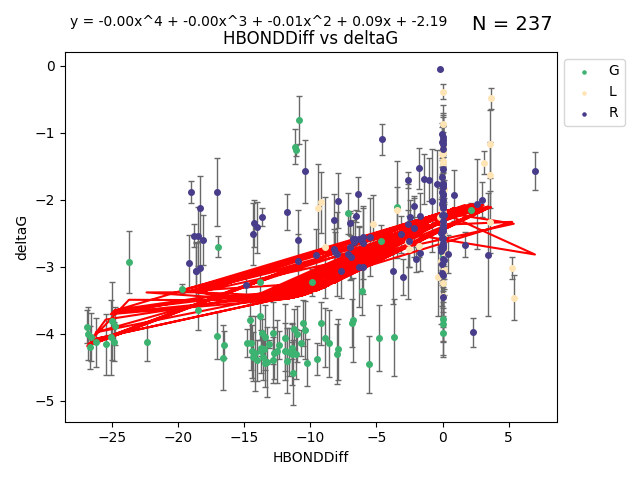 y = -0.00x^4 + -0.00x^3 + -0.01x^2 + 0.09x + -2.19
N = 237
HBONDDiff vs deltaG
G
L
R
deltaG
0
−1
−2
−3
−4
−5
−25
−20
−15
−10
−5
0
5
HBONDDiff